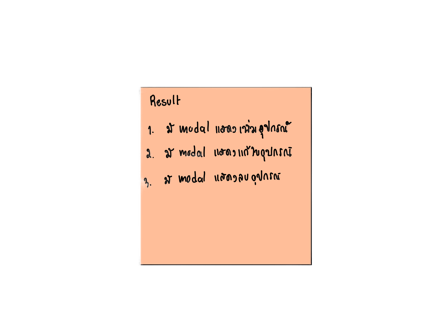 Result
1. มี modal แสดงเพิ่มอุปกรณ์
2. มี modal แสดงแก้ไขอุปกรณ์
3. มี modal แสดงลบอุปกรณ์